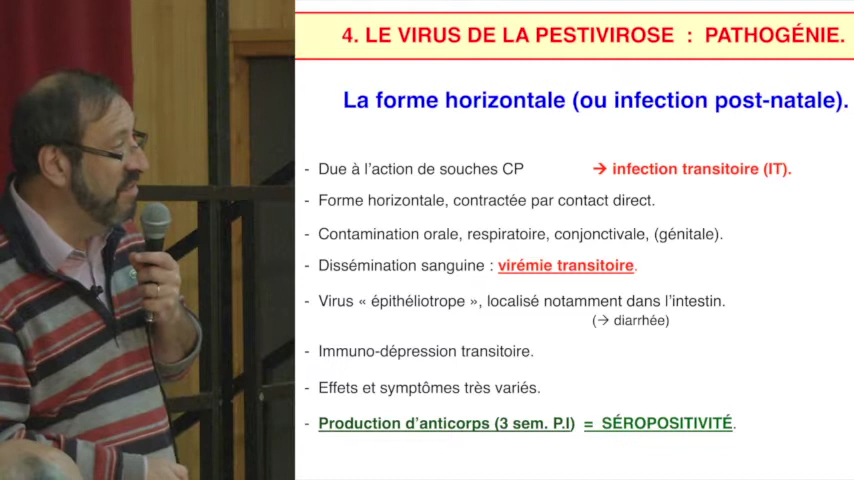 4. LE VIRUS DE LA PESTIVIROSE : PATHOGÉNIE.
La forme horizontale (ou infection post-natale).
- Due à l'action de souches CP → infection transitoire (IT).
- Forme horizontale, contractée par contact direct.
- Contamination orale, respiratoire, conjonctivale, (génitale).
- Dissémination sanguine : virémie transitoire.
- Virus « épithéliotrope », localisé notamment dans l'intestin.
(→ diarrhée)
- Immuno-dépression transitoire.
- Effets et symptômes très variés.
- Production d'anticorps (3 sem. P.I) = SÉROPOSITIVITÉ.